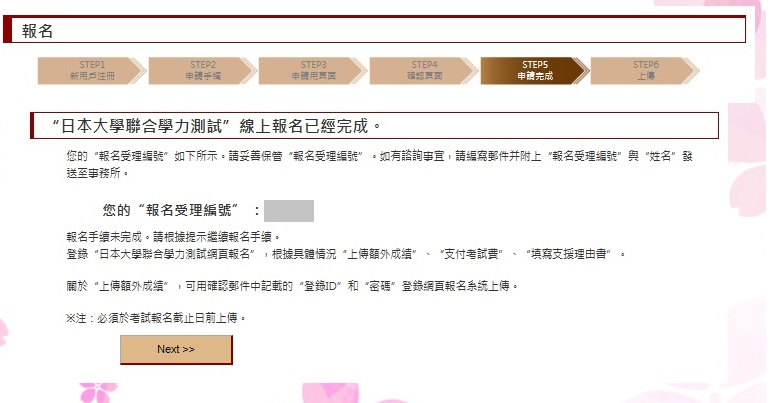 報名
STEP1
新用戶注冊
STEP2
申請手續
STEP3
申請用頁面
STEP4
確認頁面
STEP5
申請完成
STEP6
上傳
“日本大學聯合學力測試”線上報名已經完成。
您的“報名受理編號”如下所示。請妥善保管“報名受理編號”。如有諮詢事宜，請編寫郵件并附上“報名受理編號”與“姓名”發
送至事務所。
您的“報名受理編號”：
報名手續未完成。請根據提示繼續報名手續。
登錄“日本大學聯合學力測試網頁報名”，根據具體情況“上傳額外成績”、“支付考試費”、“填寫支援理由書”。
關於“上傳額外成績”，可用確認郵件中記載的“登錄ID”和“密碼”登錄網頁報名系統上傳。
※注：必須於考試報名截止日前上傳。
Next >>